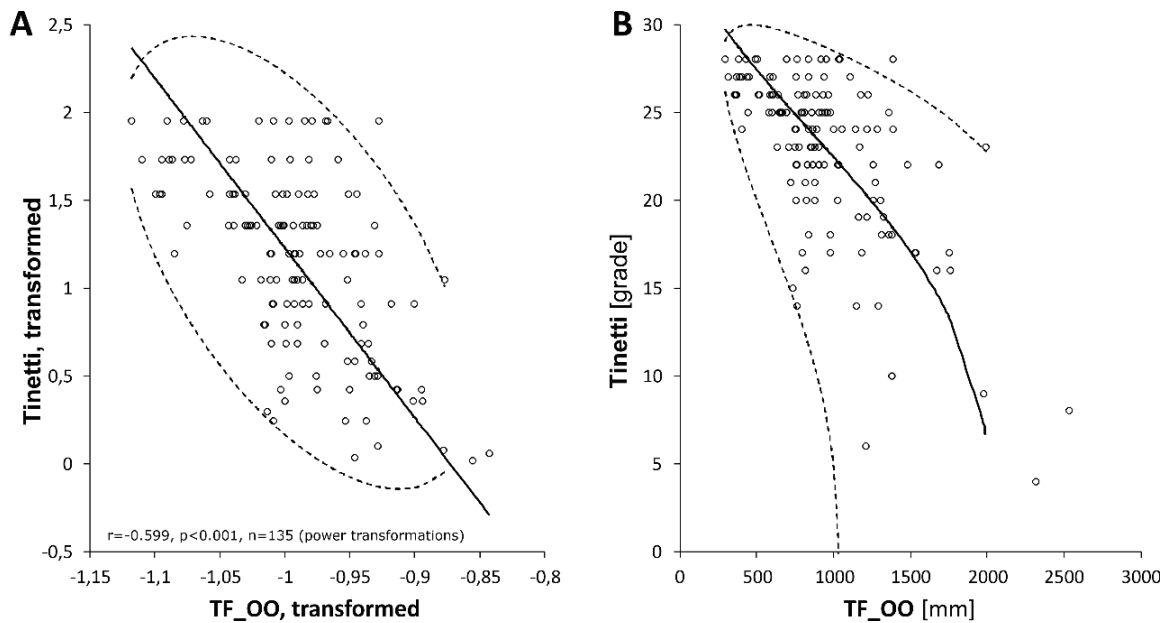 A
Tinetti, transformed
2,5
2
1,5
1
0,5
0
-0,5
r=-0.599, p<0.001, n=135 (power transformations)
-1,15 -1,1 -1,05 -1 -0,95 -0,9 -0,85 -0,8
TF_OO, transformed
B
Tinetti [grade]
30
25
20
15
10
5
0
0 500 1000 1500 2000 2500 3000
TF_OO [mm]